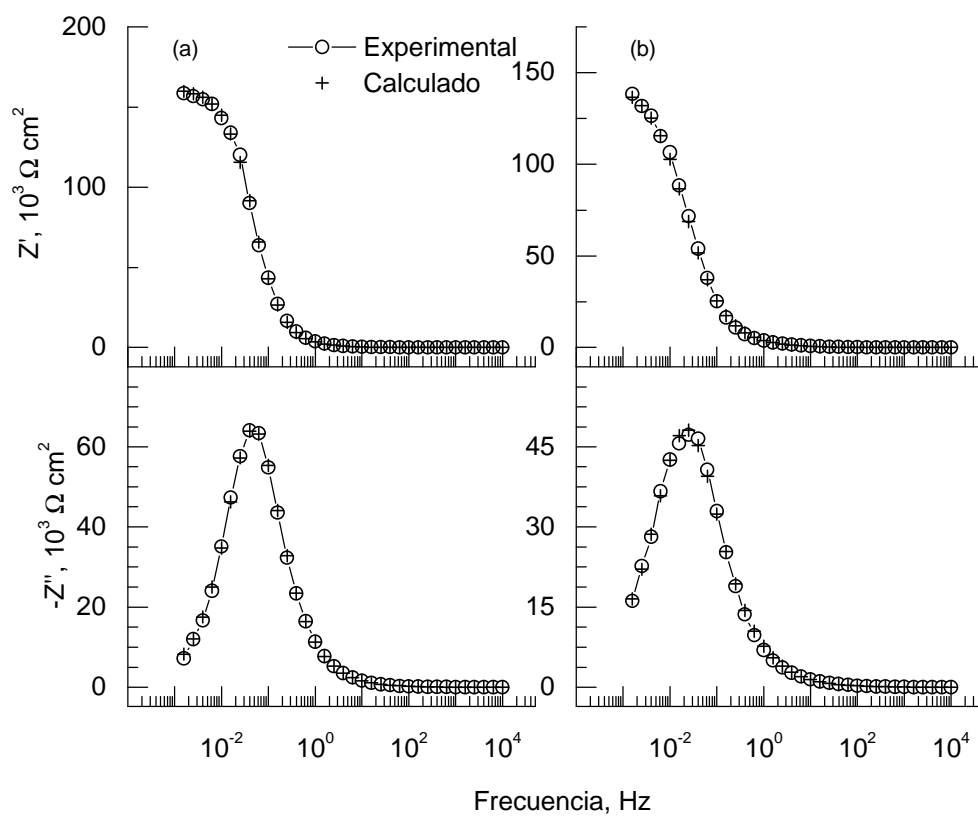 200
(a)
Experimental
Calculado
(b)
150
Z', 10³ Ω cm²
100
100
50
0
0
-Z", 10³ Ω cm²
60
45
40
30
20
15
0
0
10⁻² 10⁰ 10² 10⁴ 10⁻² 10⁰ 10² 10⁴
Frecuencia, Hz